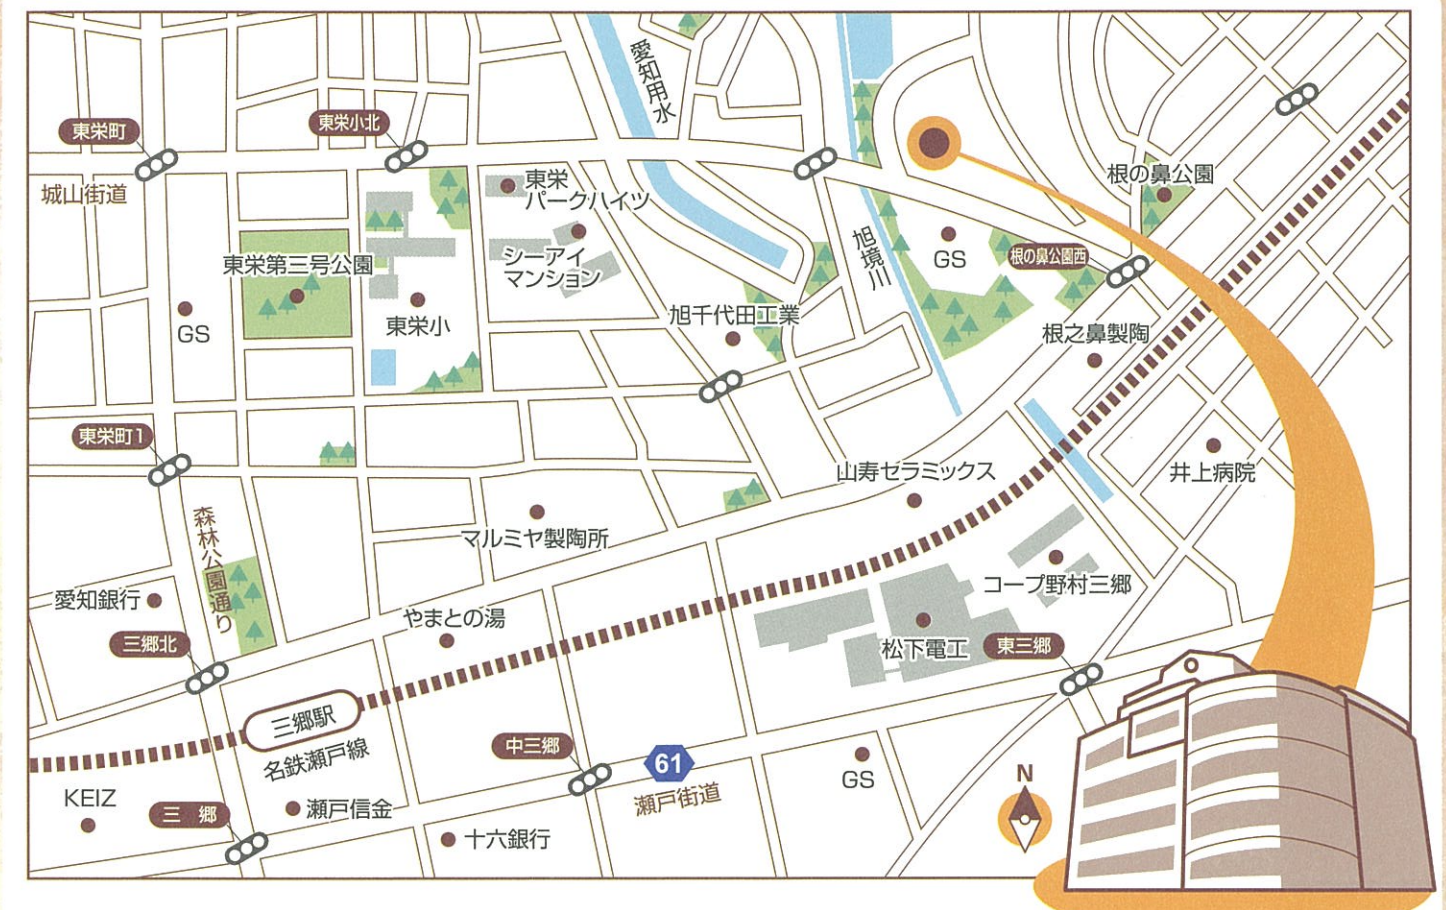 愛知用水
東栄町
東栄小北
城山街道
東栄
パークハイツ
根の鼻公園
シーアイ
マンション
旭境川
GS
根の鼻公園西
東栄第三号公園
GS
東栄小
旭千代田工業
根之鼻製陶
東栄町1
山寿セラミックス
井上病院
森林公園通り
マルミヤ製陶所
愛知銀行
やまとの湯
コープ野村三郷
三郷北
松下電工
東三郷
三郷駅
名鉄瀬戸線
中三郷
61
瀬戸街道
GS
N
KEIZ
三 郷
瀬戸信金
十六銀行